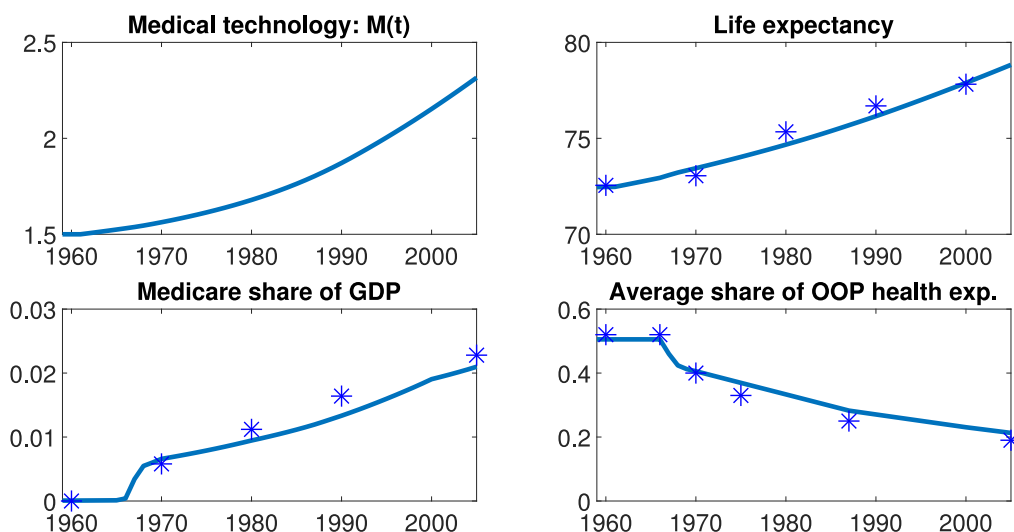 Medical technology: M(t)
2.5
2
1.5
1960 1970 1980 1990 2000
Life expectancy
80
75
70
1960 1970 1980 1990 2000
Medicare share of GDP
0.03
0.02
0.01
0
1960 1970 1980 1990 2000
Average share of OOP health exp.
0.6
0.4
0.2
0
1960 1970 1980 1990 2000